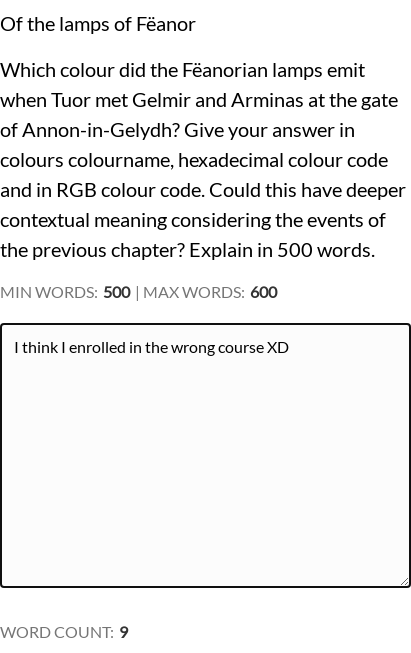 Of the lamps of Fëanor
Which colour did the Fëanorian lamps emit
when Tuor met Gelmir and Arminas at the gate
of Annon-in-Gelydh? Give your answer in
colours colourname, hexadecimal colour code
and in RGB colour code. Could this have deeper
contextual meaning considering the events of
the previous chapter? Explain in 500 words.
MIN WORDS: 500 | MAX WORDS: 600
I think I enrolled in the wrong course XD
WORD COUNT: 9